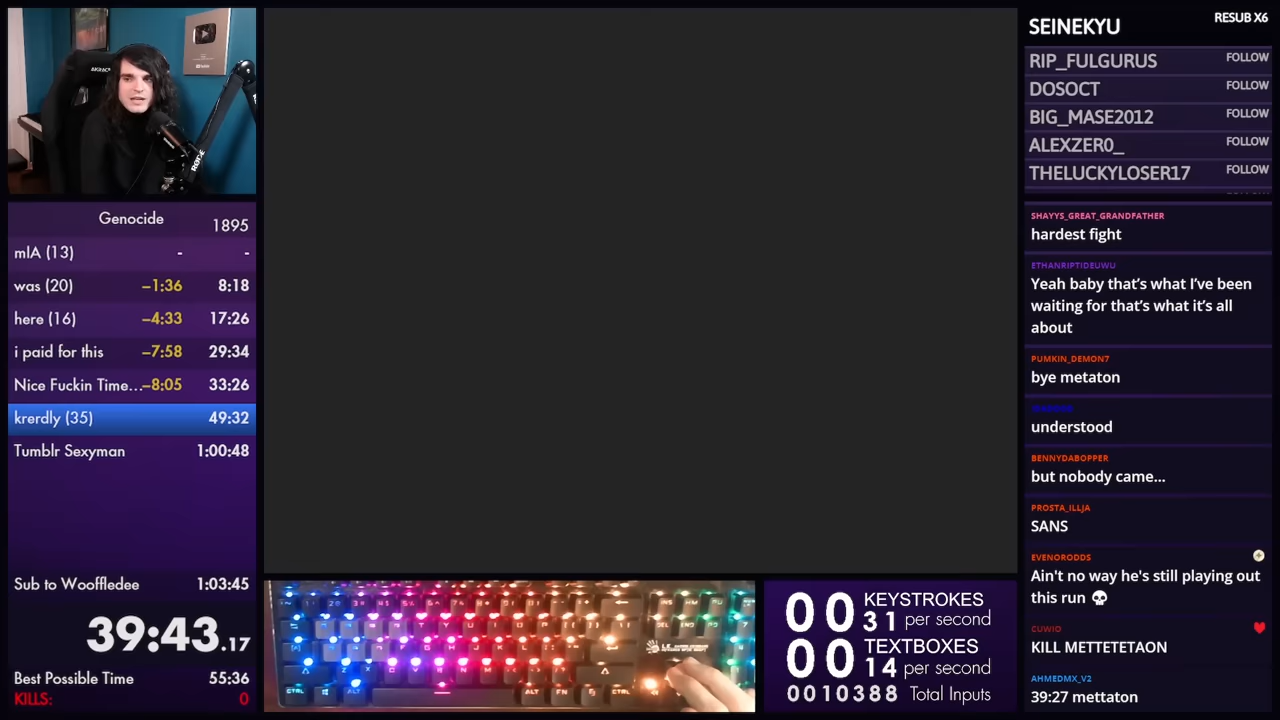 SEINEKYU RESUB X6
RIP_FULGURUS FOLLOW
DOSOCT FOLLOW
BIG_MASE2012 FOLLOW
ALEXZER0_ FOLLOW
THELUCKYLOSER17 FOLLOW
Genocide 1895
mIA (13) - -
was (20) −1:36 8:18
here (16) −4:33 17:26
i paid for this −7:58 29:34
Nice Fuckin Time... −8:05 33:26
krerdly (35) 49:32
Tumblr Sexyman 1:00:48
Sub to Wooffledee 1:03:45
39:43.17
Best Possible Time 55:36
KILLS: 0
RØDE
00 KEYSTROKES
31 per second
00 TEXTBOXES
14 per second
0010388 Total Inputs
SHAYYS_GREAT_GRANDFATHER
hardest fight
ETHANRIPTIDEUWU
Yeah baby that's what I've been
waiting for that's what it's all
about
PUMKIN_DEMON7
bye metaton
understood
BENNYDABOPPER
but nobody came...
PROSTA_ILLJA
SANS
EVENORODDS
Ain't no way he's still playing out
this run 💀
CUWIO
KILL METTETETAON
AHMEDMX_V2
39:27 mettaton